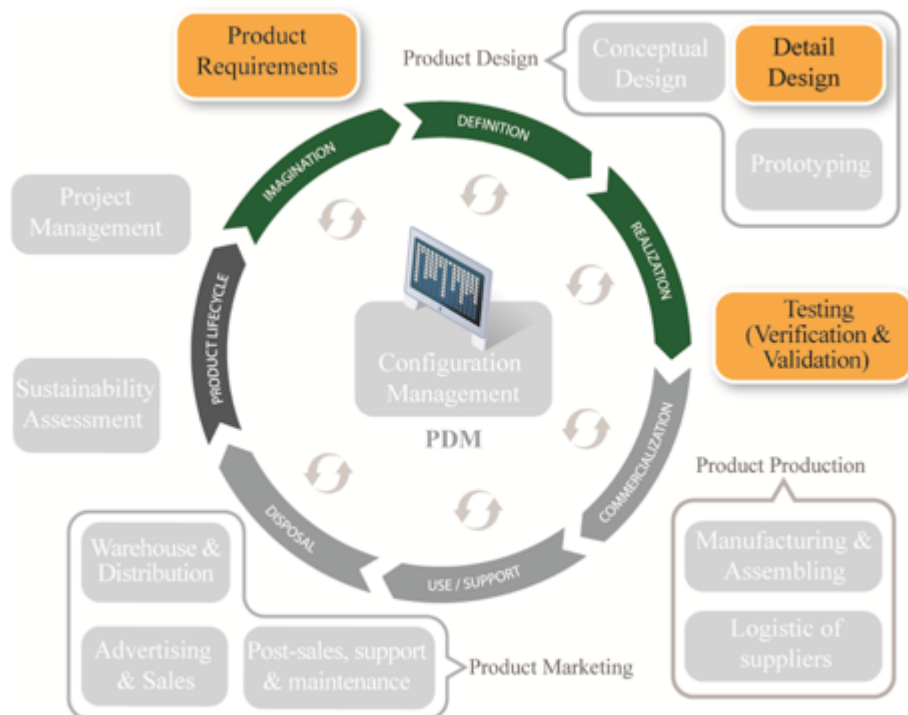 Product
Requirements
Product Design
Conceptual
Design
Detail
Design
Prototyping
IMAGINATION
DEFINITION
REALIZATION
Project
Management
PRODUCT LIFECYCLE
Testing
(Verification &
Validation)
Configuration
Management
PDM
Sustainability
Assessment
COMMERCIALIZATION
Product Production
Manufacturing &
Assembling
Logistic of
suppliers
DISPOSAL
USE / SUPPORT
Warehouse &
Distribution
Advertising
& Sales
Post-sales, support
& maintenance
Product Marketing